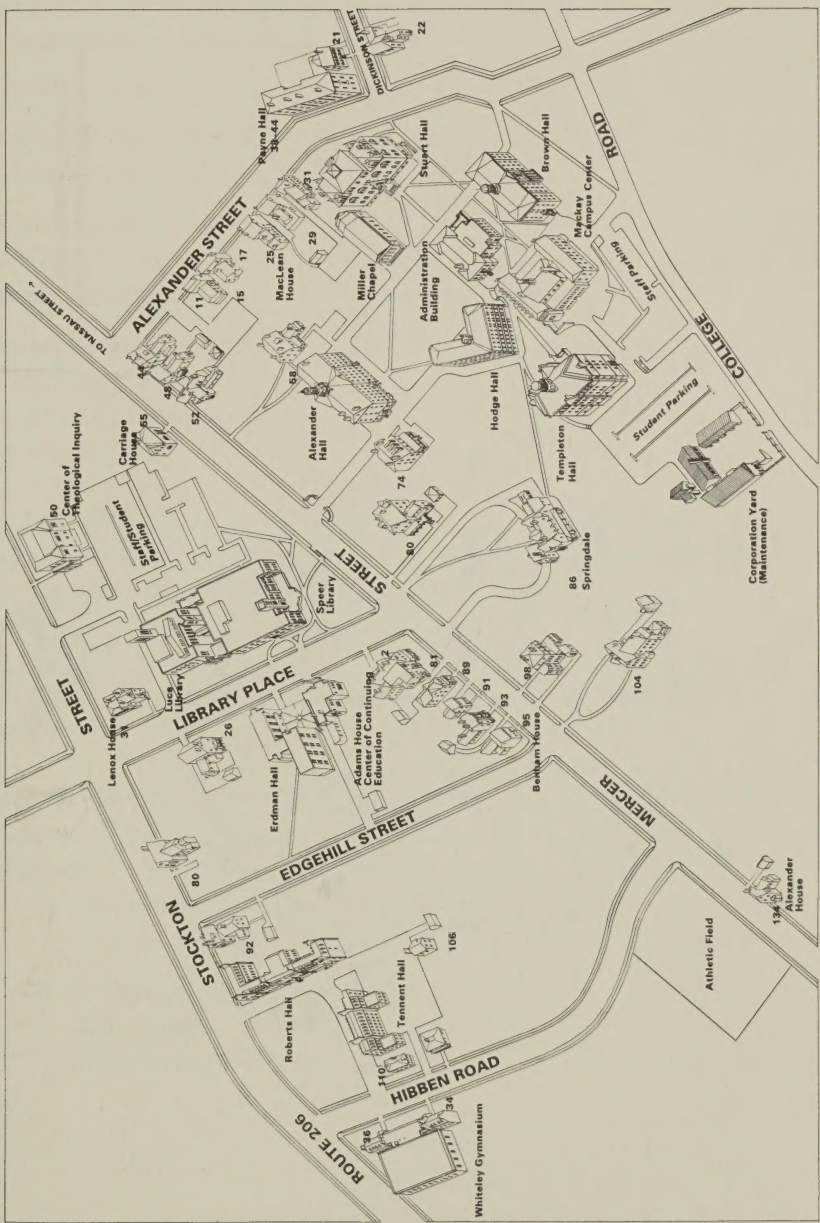 Payne Hall
38-44
21
DICKINSON STREET
22
ALEXANDER STREET
TO NASSAU STREET
Stuart Hall
31
25
MacLean
House
29
17
11
15
Miller
Chapel
Brown Hall
Mackay
Campus Center
Administration
Building
ROAD
Staff Parking
COLLEGE
44
48
52
58
Alexander
Hall
Hodge Hall
Templeton
Hall
Student Parking
Corporation Yard
(Maintenance)
50
Center of
Theological Inquiry
Carriage
House
55
Staff/Student
Parking
74
80
STREET
86
Springdale
Speer
Library
Luce
Library
LIBRARY PLACE
STREET
Lenox House
31
26
Erdman Hall
Adams House
Center of Continuing
Education
2
81
89
91
93
95
Benham House
98
104
MERCER
EDGEHILL STREET
80
STOCKTON
92
Roberts Hall
106
Tennent Hall
110
HIBBEN ROAD
ROUTE 206
36
34
Whiteley Gymnasium
Athletic Field
134
Alexander
House